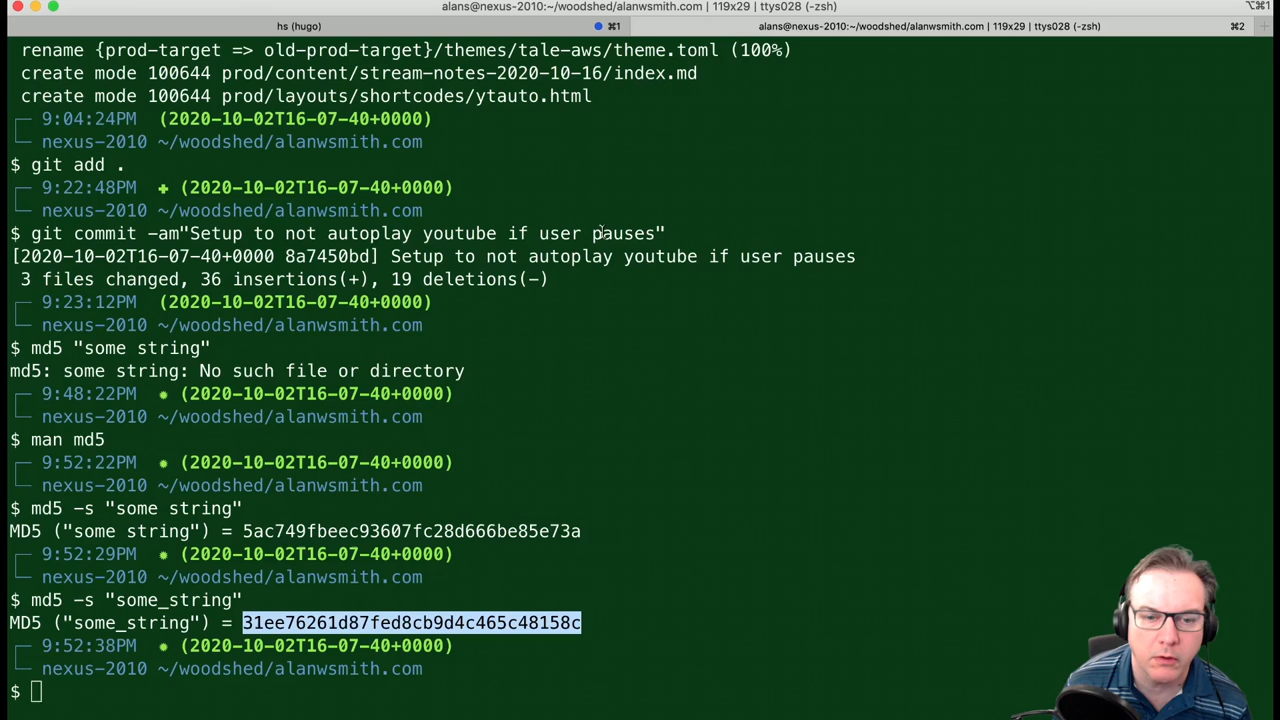 alans@nexus-2010:~/woodshed/alanwsmith.com | 119x29 | ttys028 (-zsh)
⌥⌘1
hs (hugo)
⌘1
alans@nexus-2010:~/woodshed/alanwsmith.com | 119x29 | ttys028 (-zsh)
⌘2
rename {prod-target => old-prod-target}/themes/tale-aws/theme.toml (100%)
create mode 100644 prod/content/stream-notes-2020-10-16/index.md
create mode 100644 prod/layouts/shortcodes/ytauto.html
9:04:24PM (2020-10-02T16-07-40+0000)
nexus-2010 ~/woodshed/alanwsmith.com
$ git add .
9:22:48PM ✚ (2020-10-02T16-07-40+0000)
nexus-2010 ~/woodshed/alanwsmith.com
$ git commit -am"Setup to not autoplay youtube if user pauses"
[2020-10-02T16-07-40+0000 8a7450bd] Setup to not autoplay youtube if user pauses
3 files changed, 36 insertions(+), 19 deletions(-)
9:23:12PM (2020-10-02T16-07-40+0000)
nexus-2010 ~/woodshed/alanwsmith.com
$ md5 "some string"
md5: some string: No such file or directory
9:48:22PM ✹ (2020-10-02T16-07-40+0000)
nexus-2010 ~/woodshed/alanwsmith.com
$ man md5
9:52:22PM ✹ (2020-10-02T16-07-40+0000)
nexus-2010 ~/woodshed/alanwsmith.com
$ md5 -s "some string"
MD5 ("some string") = 5ac749fbeec93607fc28d666be85e73a
9:52:29PM ✹ (2020-10-02T16-07-40+0000)
nexus-2010 ~/woodshed/alanwsmith.com
$ md5 -s "some_string"
MD5 ("some_string") = 31ee76261d87fed8cb9d4c465c48158c
9:52:38PM ✹ (2020-10-02T16-07-40+0000)
nexus-2010 ~/woodshed/alanwsmith.com
$